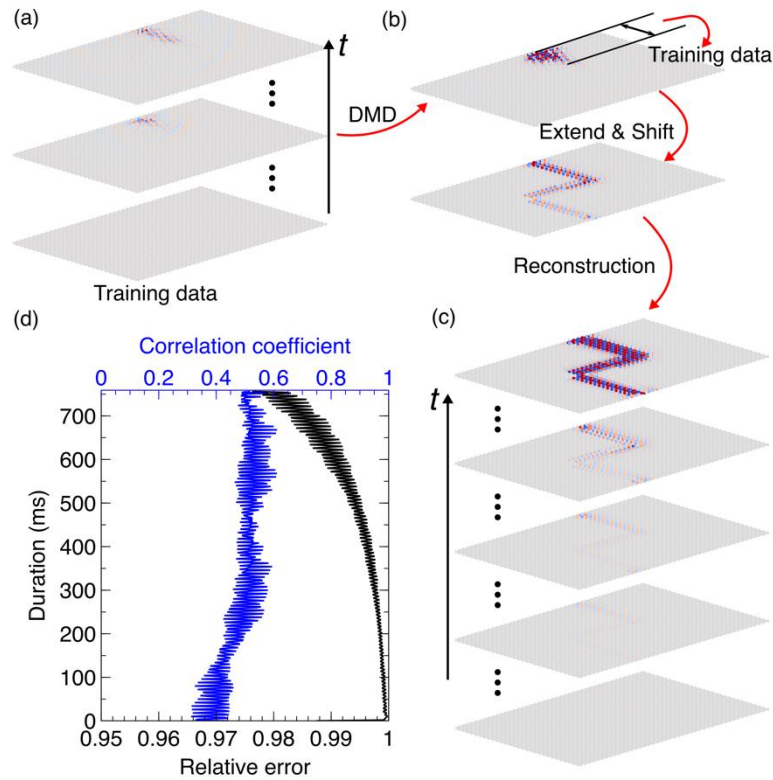 (a)
t
DMD
Training data
(b)
Training data
Extend & Shift
Reconstruction
(c)
t
(d)
Correlation coefficient
0 0.2 0.4 0.6 0.8 1
Duration (ms)
700
600
500
400
300
200
100
0
0.95 0.96 0.97 0.98 0.99 1
Relative error